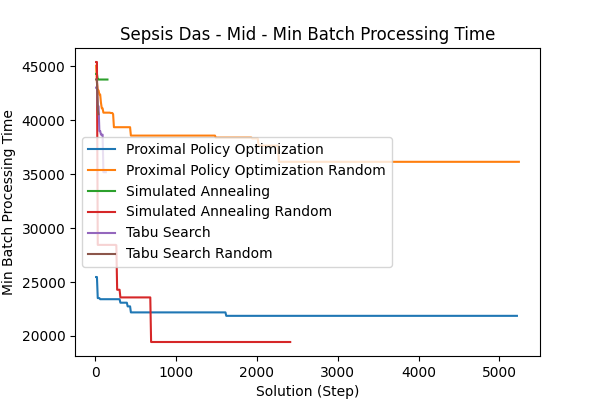 Sepsis Das - Mid - Min Batch Processing Time
Min Batch Processing Time
45000
40000
35000
30000
25000
20000
Proximal Policy Optimization
Proximal Policy Optimization Random
Simulated Annealing
Simulated Annealing Random
Tabu Search
Tabu Search Random
0 1000 2000 3000 4000 5000
Solution (Step)